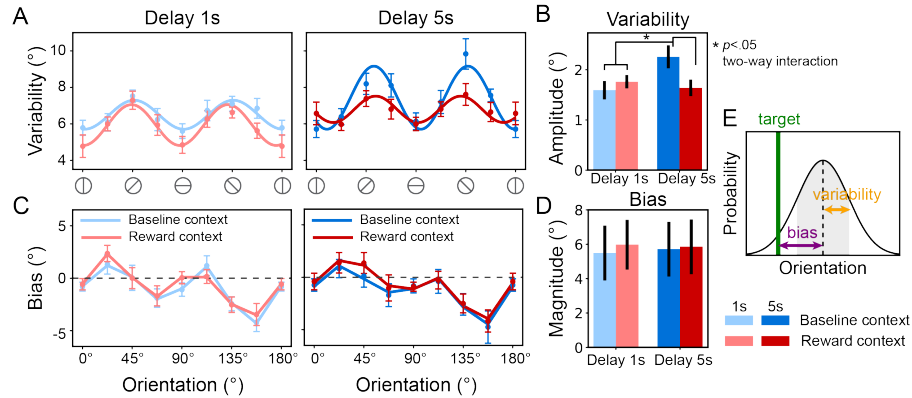 A
Delay 1s
Delay 5s
Variability (°)
10
8
6
4
B
Variability
Amplitude (°)
2
1
0
*
* p<.05
two-way interaction
Delay 1s
Delay 5s
E
target
Probability
variability
bias
Orientation
C
Bias (°)
5
0
-5
Baseline context
Reward context
Baseline context
Reward context
0° 45° 90° 135° 180°
0° 45° 90° 135° 180°
Orientation (°)
Orientation (°)
D
Bias
Magnitude (°)
8
6
4
2
0
Delay 1s
Delay 5s
1s 5s
Baseline context
Reward context